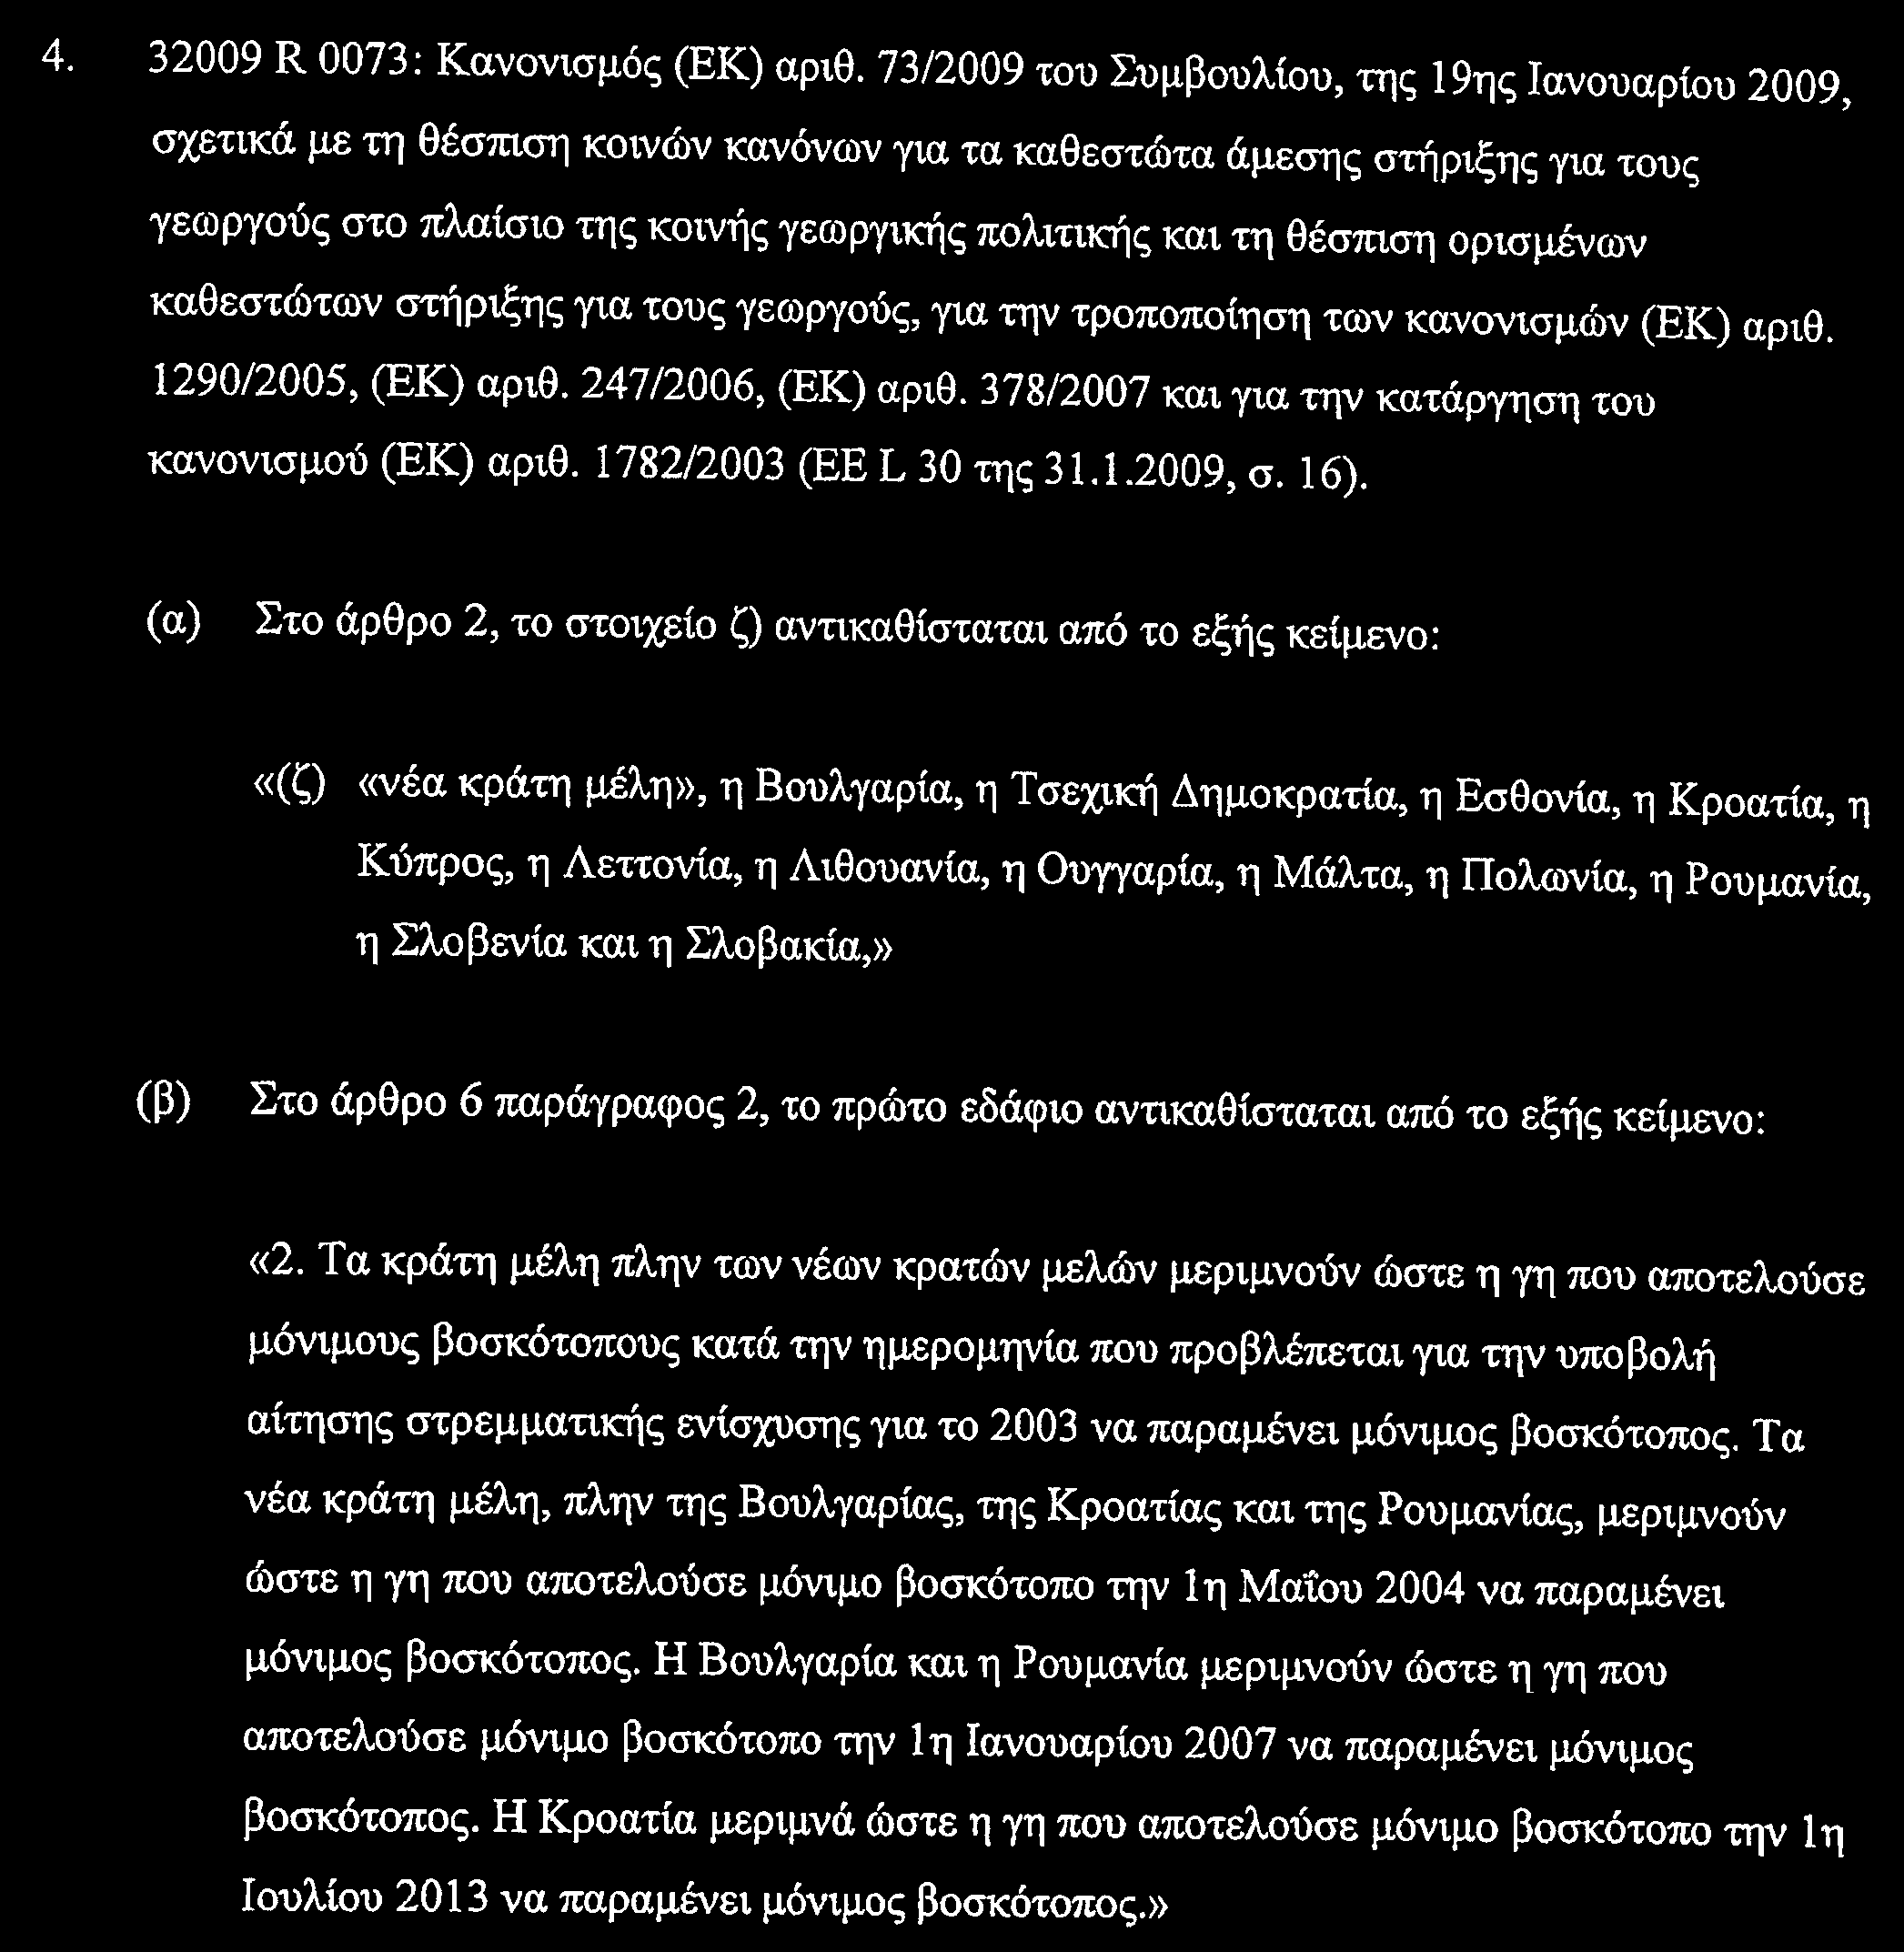 4. 32009 R 0073: Κανονισμός (ΕΚ) αριθ. 73/2009 του Συμβουλίου, της 19ης Ιανουαρίου 2009,
σχετικά με τη θέσπιση κοινών κανόνων για τα καθεστώτα άμεσης στήριξης για τους
γεωργούς στο πλαίσιο της κοινής γεωργικής πολιτικής και τη θέσπιση ορισμένων
καθεστώτων στήριξης για τους γεωργούς, για την τροποποίηση των κανονισμών (ΕΚ) αριθ.
1290/2005, (ΕΚ) αριθ. 247/2006, (ΕΚ) αριθ. 378/2007 και για την κατάργηση του
κανονισμού (ΕΚ) αριθ. 1782/2003 (ΕΕ L 30 της 31.1.2009, σ. 16).
(α) Στο άρθρο 2, το στοιχείο ζ) αντικαθίσταται από το εξής κείμενο:
«(ζ) «νέα κράτη μέλη», η Βουλγαρία, η Τσεχική Δημοκρατία, η Εσθονία, η Κροατία, η
Κύπρος, η Λεττονία, η Λιθουανία, η Ουγγαρία, η Μάλτα, η Πολωνία, η Ρουμανία,
η Σλοβενία και η Σλοβακία,»
(β) Στο άρθρο 6 παράγραφος 2, το πρώτο εδάφιο αντικαθίσταται από το εξής κείμενο:
«2. Τα κράτη μέλη πλην των νέων κρατών μελών μεριμνούν ώστε η γη που αποτελούσε
μόνιμους βοσκότοπους κατά την ημερομηνία που προβλέπεται για την υποβολή
αίτησης στρεμματικής ενίσχυσης για το 2003 να παραμένει μόνιμος βοσκότοπος. Τα
νέα κράτη μέλη, πλην της Βουλγαρίας, της Κροατίας και της Ρουμανίας, μεριμνούν
ώστε η γη που αποτελούσε μόνιμο βοσκότοπο την 1η Μαΐου 2004 να παραμένει
μόνιμος βοσκότοπος. Η Βουλγαρία και η Ρουμανία μεριμνούν ώστε η γη που
αποτελούσε μόνιμο βοσκότοπο την 1η Ιανουαρίου 2007 να παραμένει μόνιμος
βοσκότοπος. Η Κροατία μεριμνά ώστε η γη που αποτελούσε μόνιμο βοσκότοπο την 1η
Ιουλίου 2013 να παραμένει μόνιμος βοσκότοπος.»